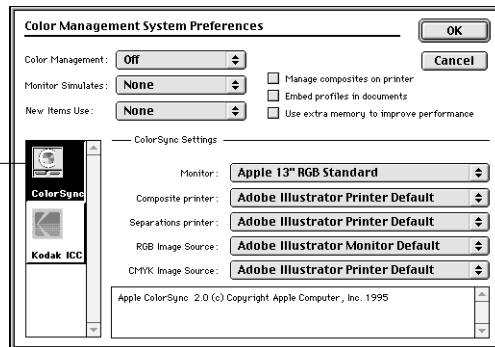 Color Management System Preferences
OK
Cancel
Color Management: Off
Monitor Simulates: None
New Items Use: None
Manage composites on printer
Embed profiles in documents
Use extra memory to improve performance
ColorSync
Kodak ICC
ColorSync Settings
Monitor: Apple 13" RGB Standard
Composite printer: Adobe Illustrator Printer Default
Separations printer: Adobe Illustrator Printer Default
RGB Image Source: Adobe Illustrator Monitor Default
CMYK Image Source: Adobe Illustrator Printer Default
Apple ColorSync 2.0 (c) Copyright Apple Computer, Inc. 1995